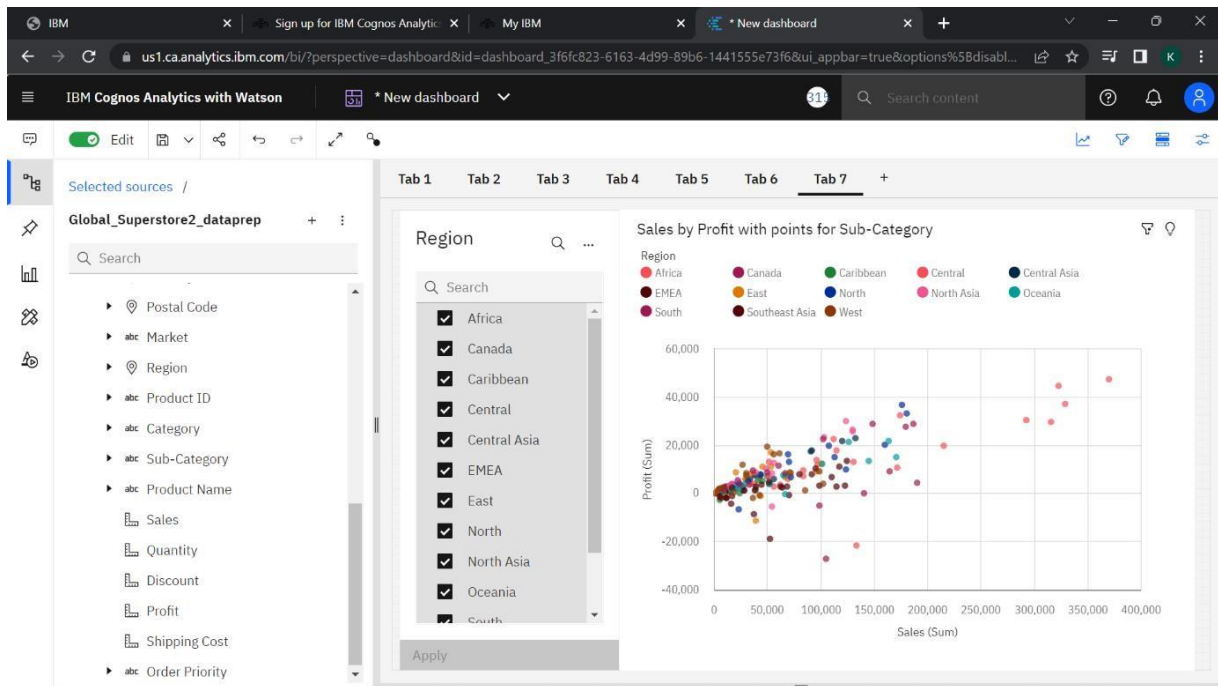 IBM
Sign up for IBM Cognos Analytic
My IBM
* New dashboard
us1.ca.analytics.ibm.com/bi/?perspective=dashboard&id=dashboard_3f6fc823-6163-4d99-89b6-1441555e73f6&ui_appbar=true&options%5Bdisabl...
K
IBM Cognos Analytics with Watson
* New dashboard
315
Search content
Edit
Selected sources /
Global_Superstore2_dataprep
Search
Postal Code
abc Market
Region
abc Product ID
abc Category
abc Sub-Category
abc Product Name
Sales
Quantity
Discount
Profit
Shipping Cost
abc Order Priority
Tab 1 Tab 2 Tab 3 Tab 4 Tab 5 Tab 6 Tab 7 +
Region
Search
Africa
Canada
Caribbean
Central
Central Asia
EMEA
East
North
North Asia
Oceania
South
Apply
Sales by Profit with points for Sub-Category
Region
Africa Canada Caribbean Central Central Asia
EMEA East North North Asia Oceania
South Southeast Asia West
Profit (Sum)
60,000
40,000
20,000
0
-20,000
-40,000
0 50,000 100,000 150,000 200,000 250,000 300,000 350,000 400,000
Sales (Sum)